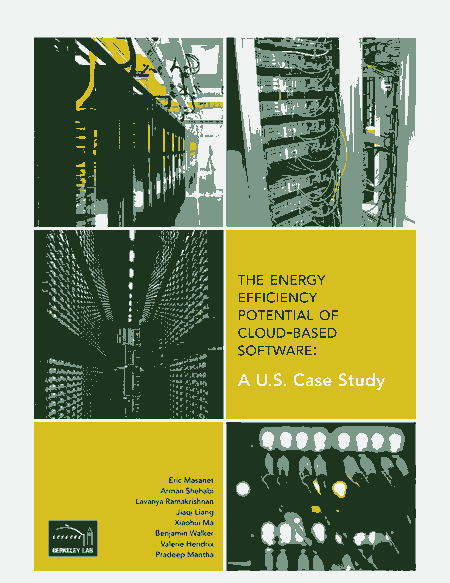 THE ENERGY
EFFICIENCY
POTENTIAL OF
CLOUD-BASED
SOFTWARE:
A U.S. Case Study
Eric Masanet
Arman Shehabi
Lavanya Ramakrishnan
Jiaqi Liang
Xiaohui Ma
Benjamin Walker
Valerie Hendrix
Pradeep Mantha
BERKELEY LAB